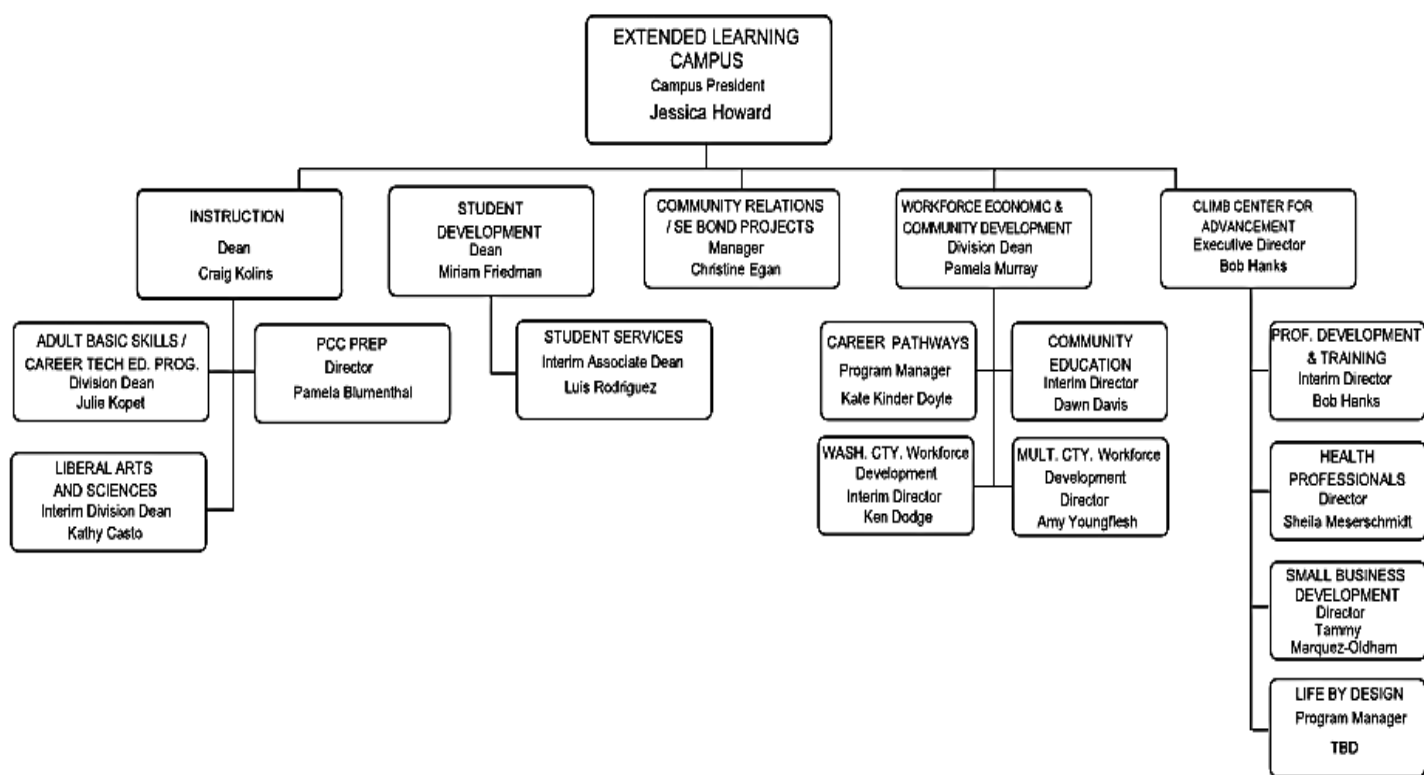 EXTENDED LEARNING
CAMPUS
Campus President
Jessica Howard
INSTRUCTION
Dean
Craig Kolins
STUDENT
DEVELOPMENT
Dean
Miriam Friedman
COMMUNITY RELATIONS
/ SE BOND PROJECTS
Manager
Christine Egan
WORKFORCE ECONOMIC &
COMMUNITY DEVELOPMENT
Division Dean
Pamela Murray
CLIMB CENTER FOR
ADVANCEMENT
Executive Director
Bob Hanks
ADULT BASIC SKILLS /
CAREER TECH ED. PROG.
Division Dean
Julie Kopet
PCC PREP
Director
Pamela Blumenthal
STUDENT SERVICES
Interim Associate Dean
Luis Rodriguez
CAREER PATHWAYS
Program Manager
Kate Kinder Doyle
COMMUNITY
EDUCATION
Interim Director
Dawn Davis
PROF. DEVELOPMENT
& TRAINING
Interim Director
Bob Hanks
LIBERAL ARTS
AND SCIENCES
Interim Division Dean
Kathy Casto
WASH. CTY. Workforce
Development
Interim Director
Ken Dodge
MULT. CTY. Workforce
Development
Director
Amy Youngflesh
HEALTH
PROFESSIONALS
Director
Sheila Meserschmidt
SMALL BUSINESS
DEVELOPMENT
Director
Tammy
Marquez-Oldham
LIFE BY DESIGN
Program Manager
TBD